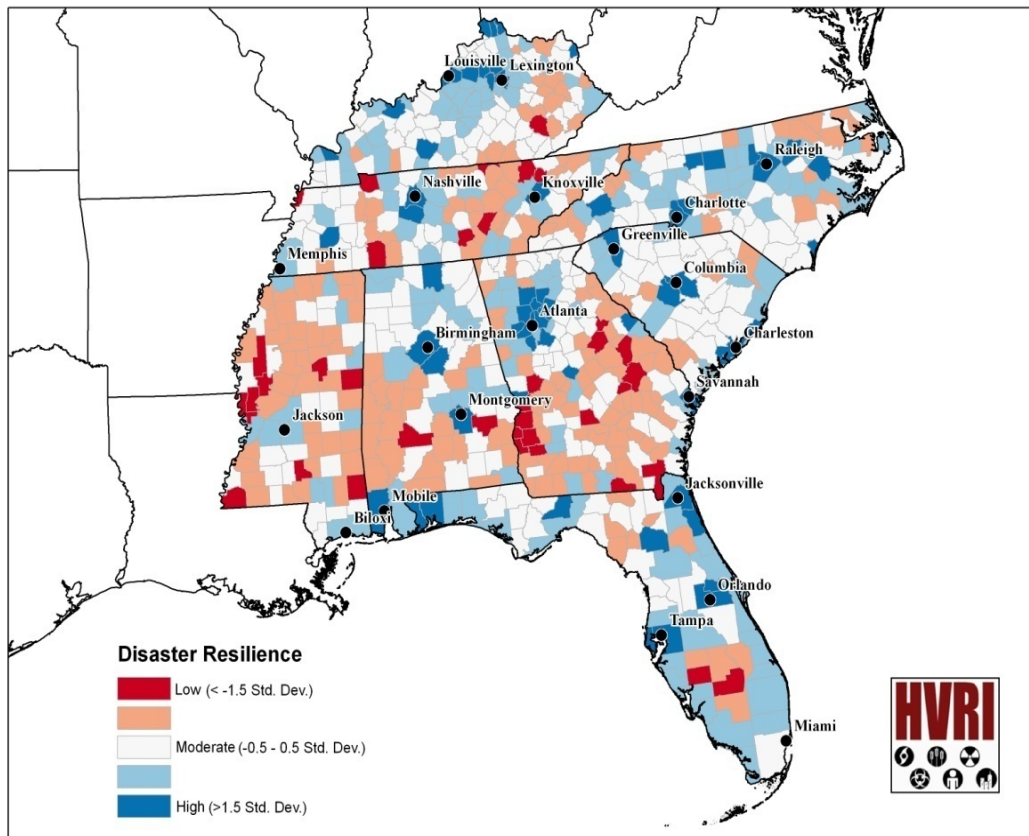 Louisville
Lexington
Raleigh
Nashville
Knoxville
Charlotte
Greenville
Memphis
Columbia
Atlanta
Birmingham
Charleston
Savannah
Montgomery
Jackson
Mobile
Jacksonville
Biloxi
Orlando
Tampa
Miami
Disaster Resilience
Low (< -1.5 Std. Dev.)
Moderate (-0.5 - 0.5 Std. Dev.)
High (>1.5 Std. Dev.)
HVRI